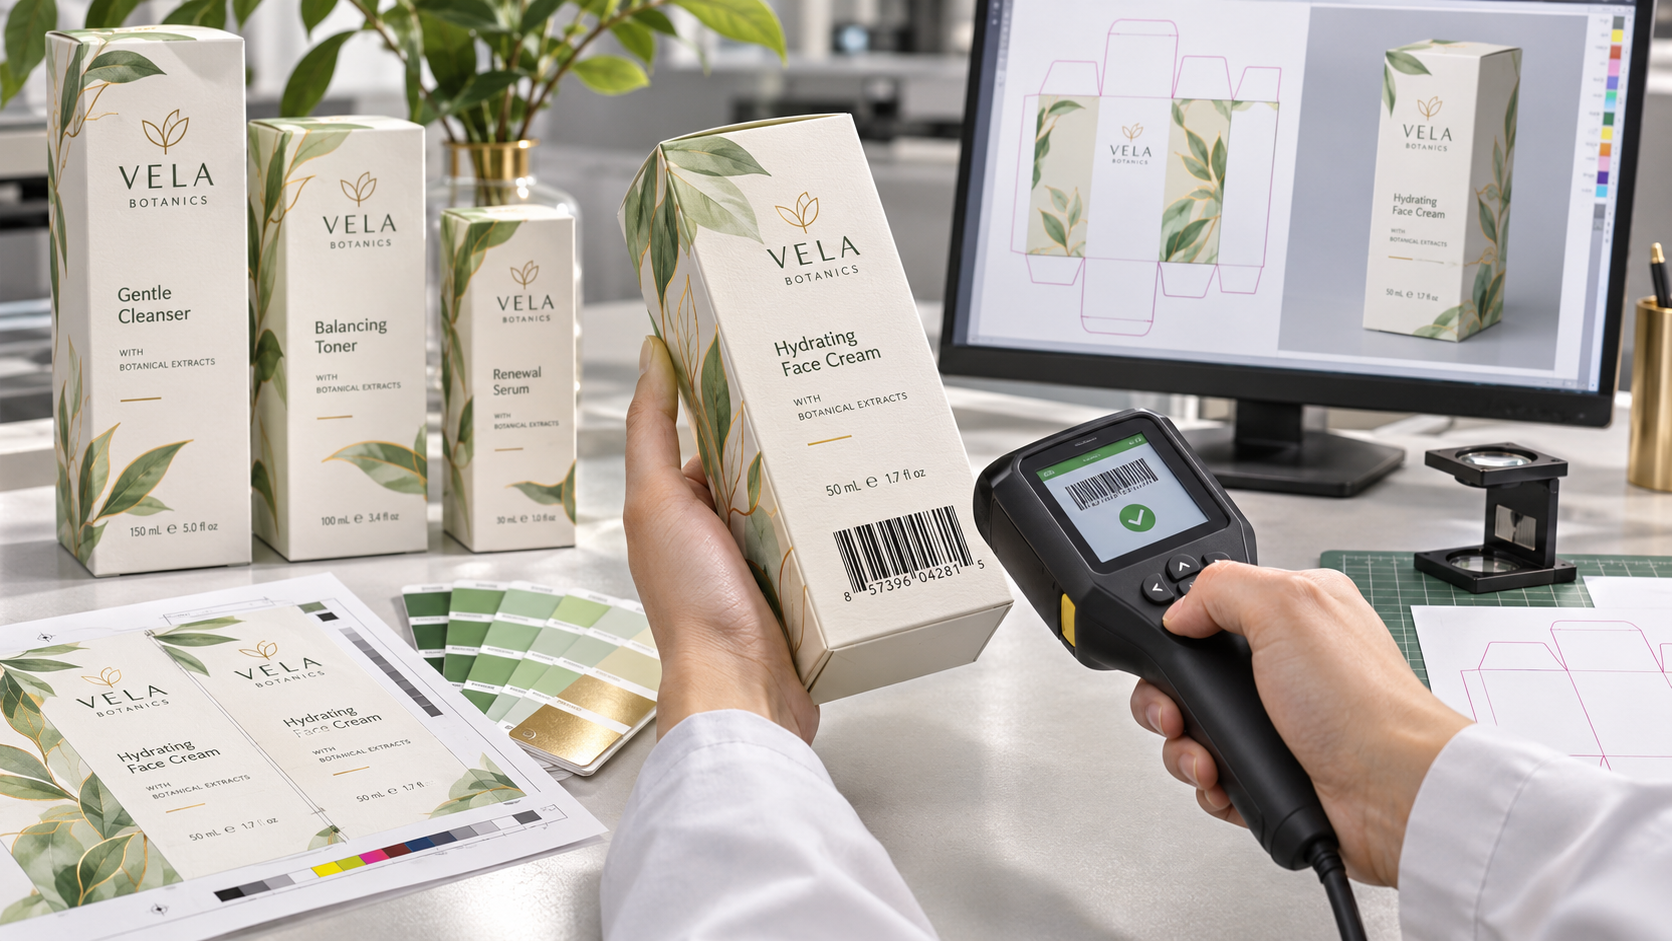 VELA
BOTANICS
Gentle
Cleanser
WITH
BOTANICAL EXTRACTS
150 mL ℮ 5.0 fl oz
VELA
BOTANICS
Balancing
Toner
WITH
BOTANICAL EXTRACTS
100 mL ℮ 3.4 fl oz
VELA
BOTANICS
Renewal
Serum
WITH
BOTANICAL EXTRACTS
30 mL ℮ 1.0 fl oz
VELA
BOTANICS
Hydrating
Face Cream
WITH
BOTANICAL EXTRACTS
50 mL ℮ 1.7 fl oz
8 57396 04281 5
VELA
BOTANICS
VELA
BOTANICS
Hydrating
Face Cream
WITH
BOTANICAL EXTRACTS
50 mL ℮ 1.7 fl oz
VELA
BOTANICS
Hydrating
Face Cream
WITH
BOTANICAL EXTRACTS
50 mL ℮ 1.7
VELA
BOTANICS
Hydrating
Face Cream
WITH
BOTANICAL EXTRACTS
50 mL ℮ 1.7 fl